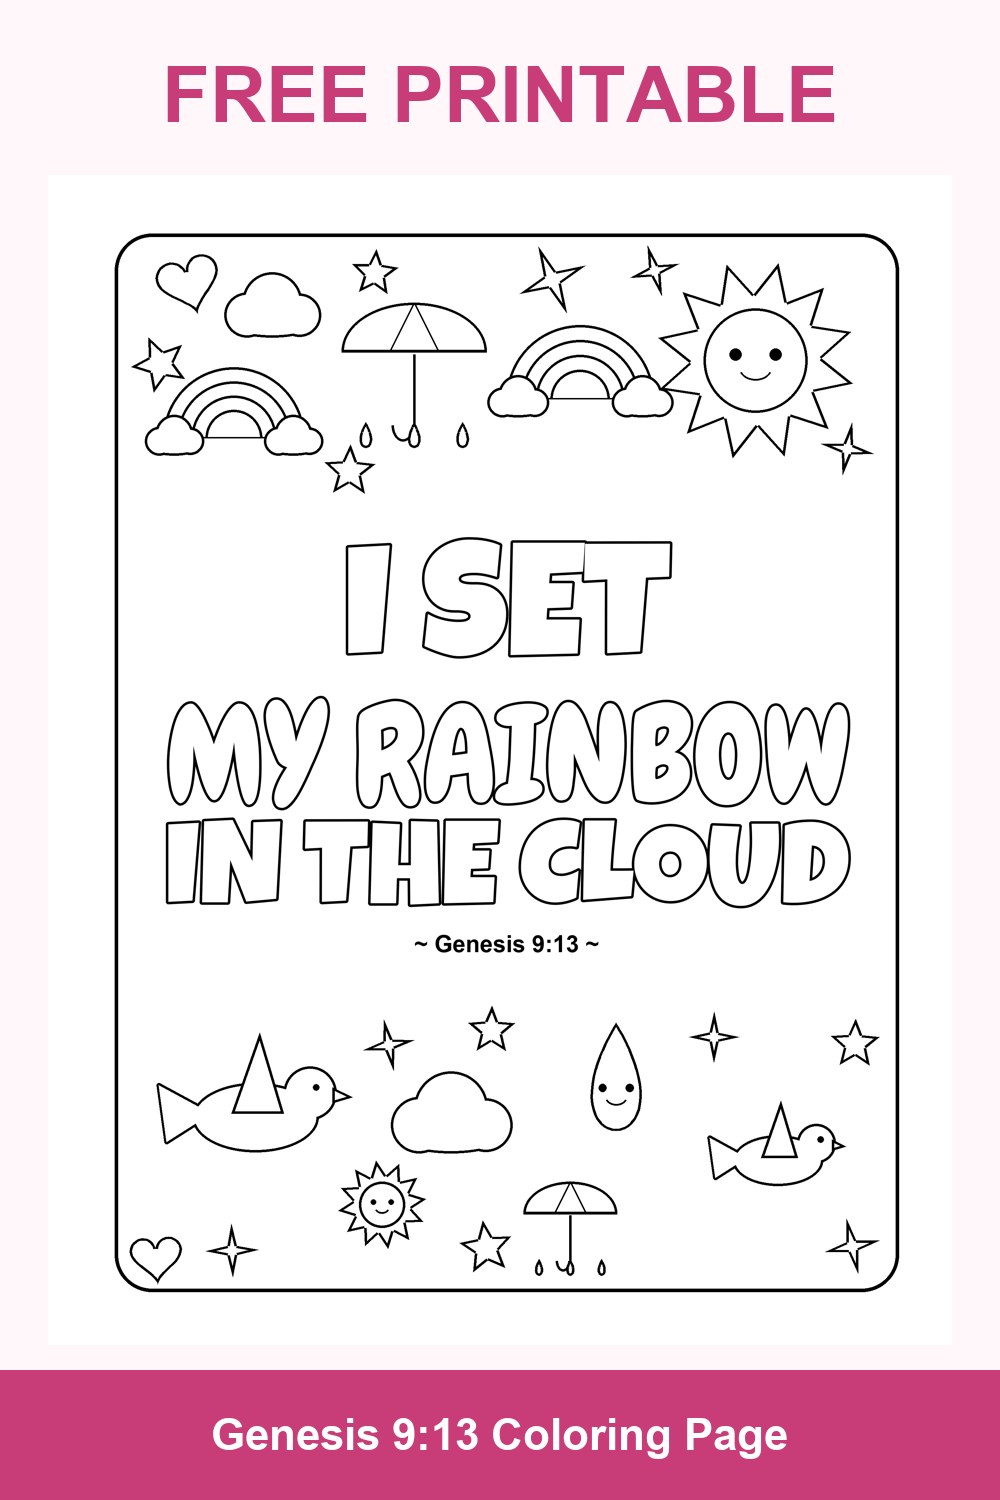 FREE PRINTABLE
I SET
MY RAINBOW
IN THE CLOUD
~ Genesis 9:13 ~
Genesis 9:13 Coloring Page